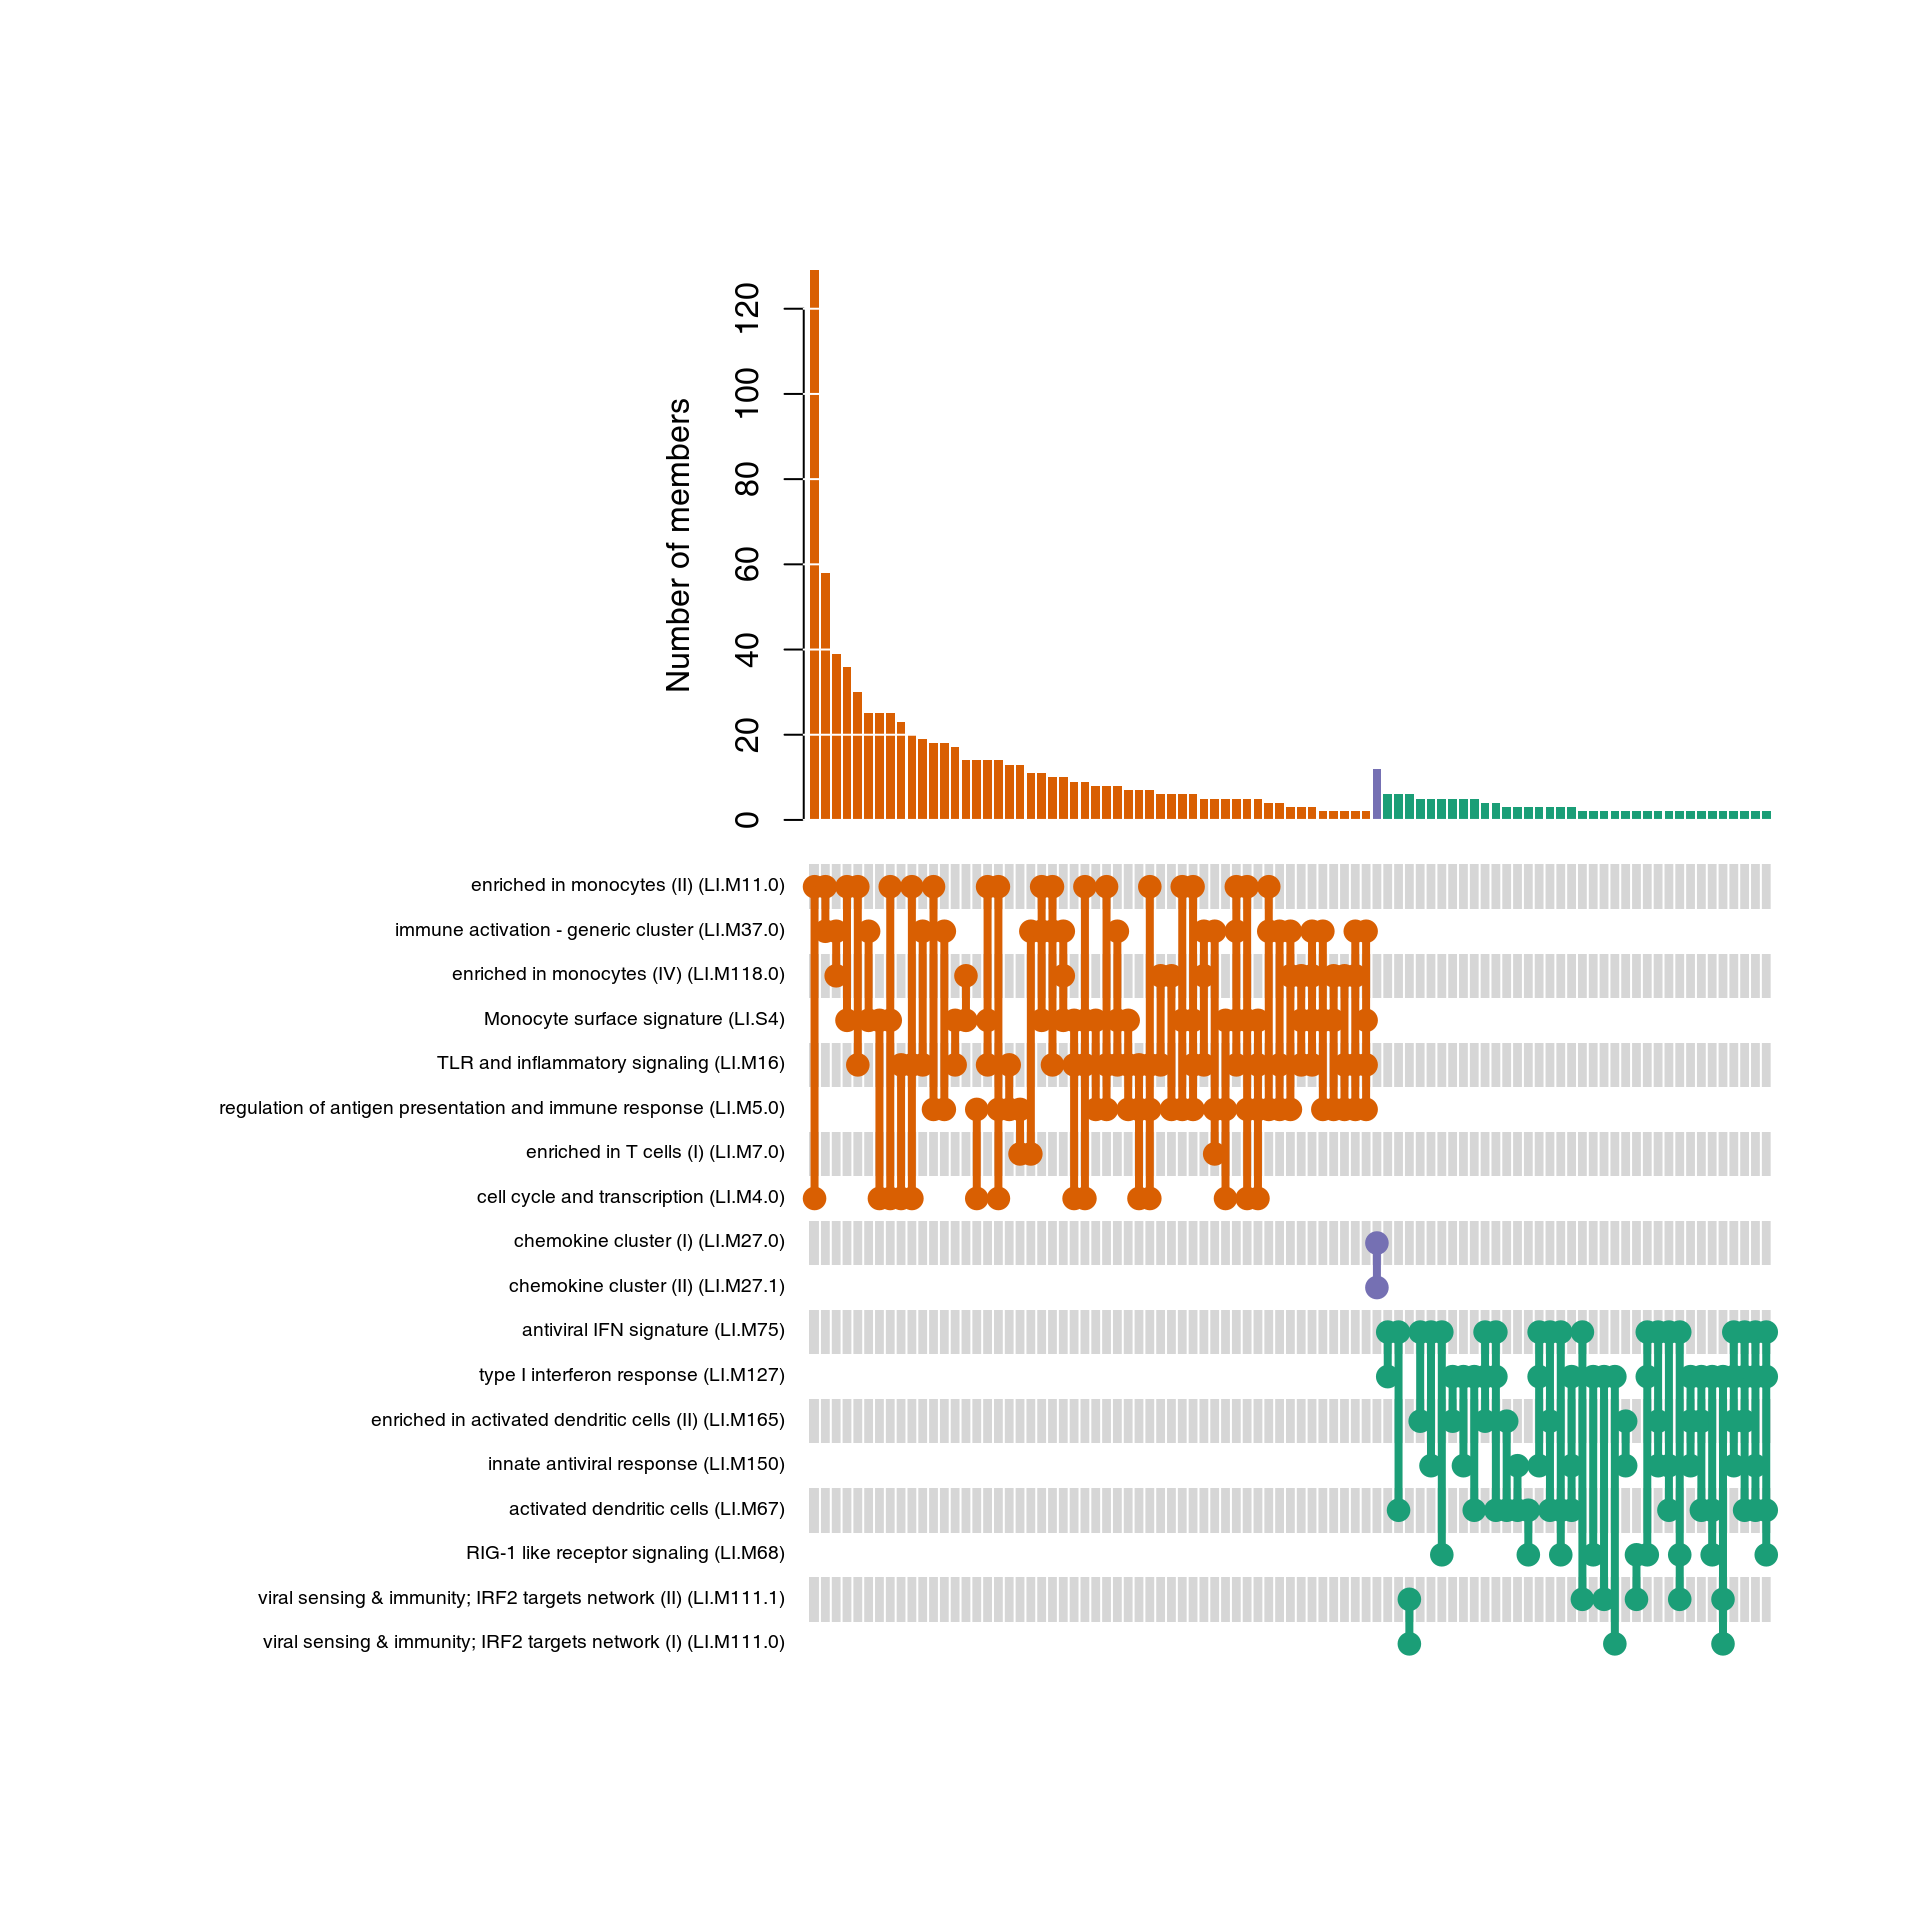 Number of members
120
100
80
60
40
20
0
enriched in monocytes (II) (LI.M11.0)
immune activation - generic cluster (LI.M37.0)
enriched in monocytes (IV) (LI.M118.0)
Monocyte surface signature (LI.S4)
TLR and inflammatory signaling (LI.M16)
regulation of antigen presentation and immune response (LI.M5.0)
enriched in T cells (I) (LI.M7.0)
cell cycle and transcription (LI.M4.0)
chemokine cluster (I) (LI.M27.0)
chemokine cluster (II) (LI.M27.1)
antiviral IFN signature (LI.M75)
type I interferon response (LI.M127)
enriched in activated dendritic cells (II) (LI.M165)
innate antiviral response (LI.M150)
activated dendritic cells (LI.M67)
RIG-1 like receptor signaling (LI.M68)
viral sensing & immunity; IRF2 targets network (II) (LI.M111.1)
viral sensing & immunity; IRF2 targets network (I) (LI.M111.0)